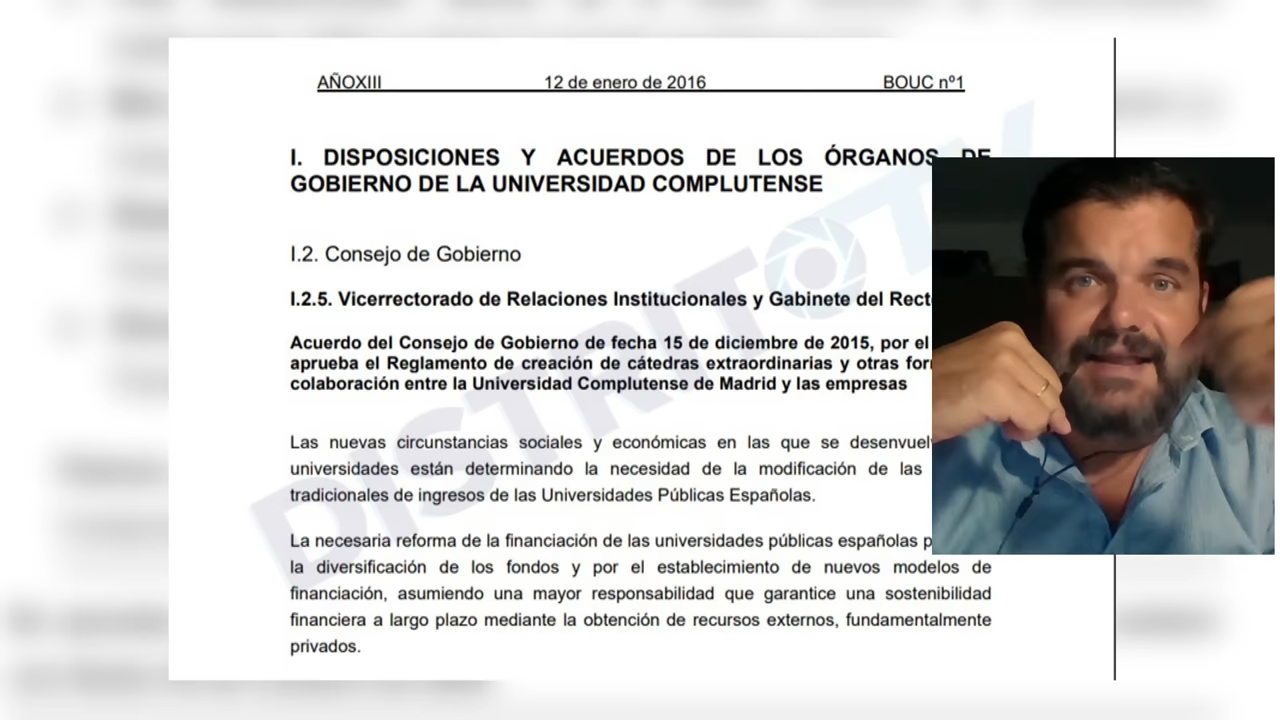 AÑOXIII 12 de enero de 2016 BOUC nº1
I. DISPOSICIONES Y ACUERDOS DE LOS ÓRGANOS DE
GOBIERNO DE LA UNIVERSIDAD COMPLUTENSE
I.2. Consejo de Gobierno
I.2.5. Vicerrectorado de Relaciones Institucionales y Gabinete del
Acuerdo del Consejo de Gobierno de fecha 15 de diciembre de 2015, por el
aprueba el Reglamento de creación de cátedras extraordinarias y otras
colaboración entre la Universidad Complutense de Madrid y las empresas
Las nuevas circunstancias sociales y económicas en las que se
universidades están determinando la necesidad de la modificación de las
tradicionales de ingresos de las Universidades Públicas Españolas.
La necesaria reforma de la financiación de las universidades públicas españolas
la diversificación de los fondos y por el establecimiento de nuevos modelos de
financiación, asumiendo una mayor responsabilidad que garantice una sostenibilidad
financiera a largo plazo mediante la obtención de recursos externos, fundamentalmente
privados.
DISTRITO TV